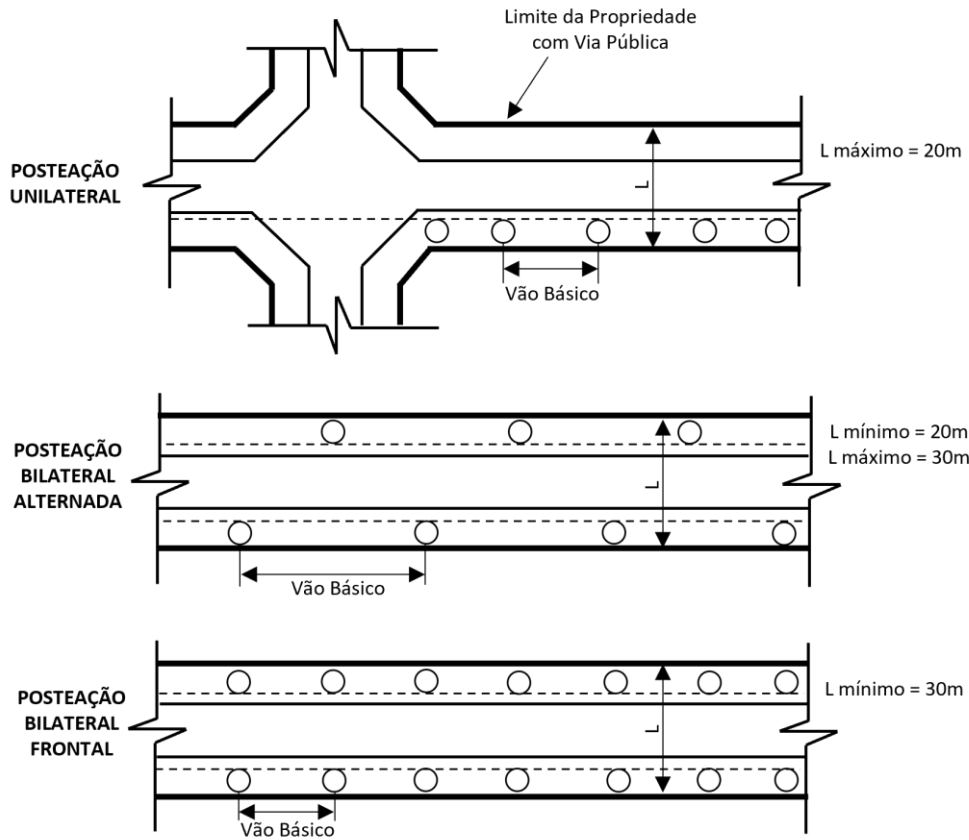 Limite da Propriedade
com Via Pública
POSTEAÇÃO
UNILATERAL
L
L máximo = 20m
Vão Básico
POSTEAÇÃO
BILATERAL
ALTERNADA
L
L mínimo = 20m
L máximo = 30m
Vão Básico
POSTEAÇÃO
BILATERAL
FRONTAL
L
L mínimo = 30m
Vão Básico